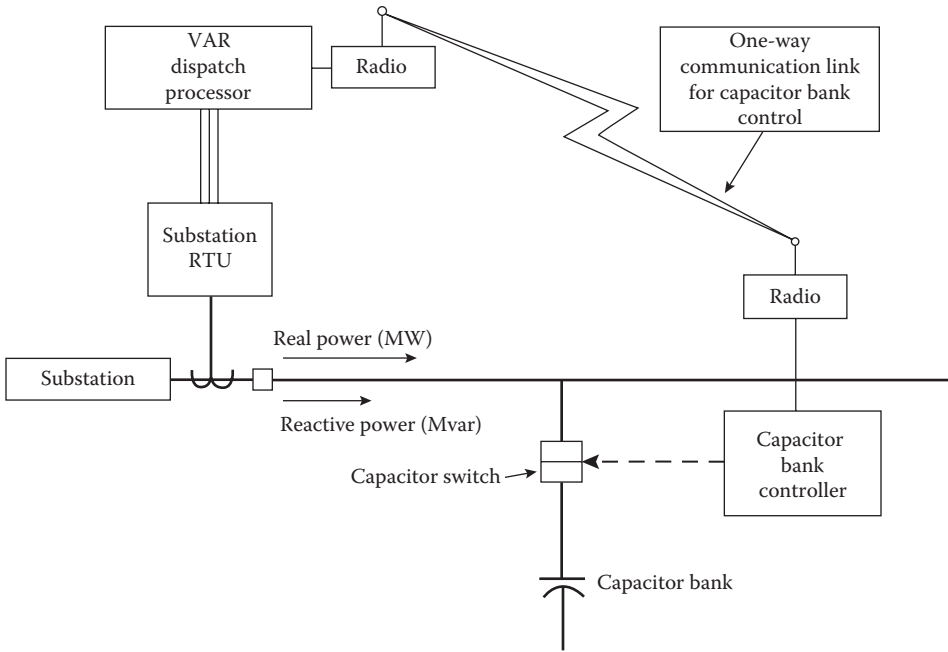 VAR
dispatch
processor
Radio
One-way
communication link
for capacitor bank
control
Substation
RTU
Radio
Real power (MW)
Substation
Reactive power (Mvar)
Capacitor switch
Capacitor
bank
controller
Capacitor bank